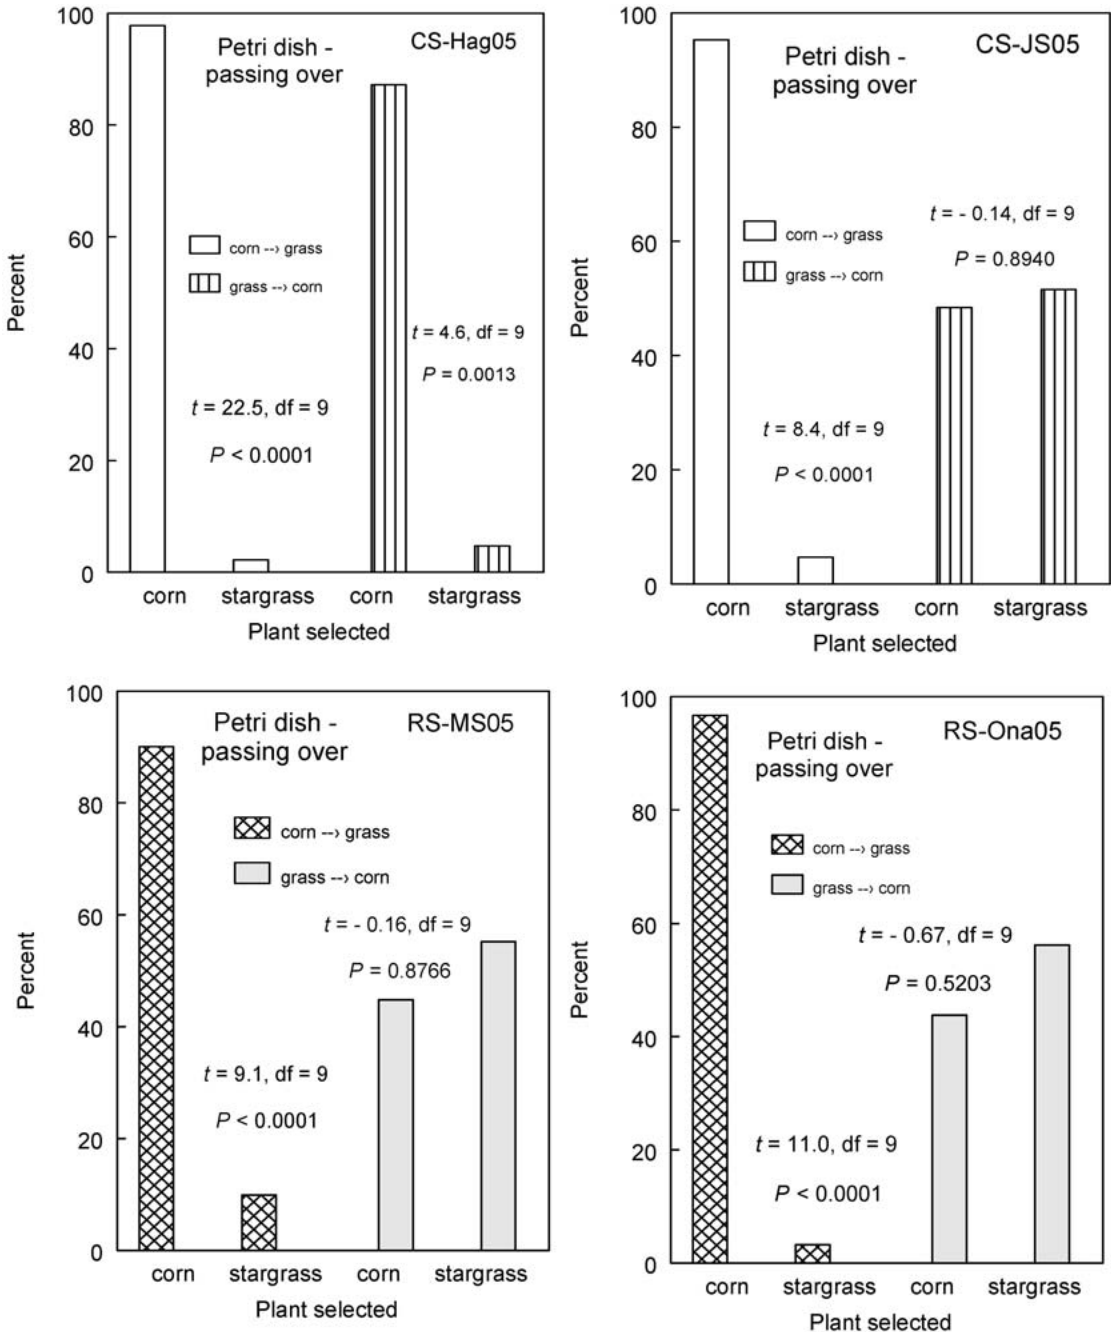 100
80
60
40
20
0
Percent
Petri dish -
passing over
CS-Hag05
corn --› grass
grass --› corn
t = 4.6, df = 9
P = 0.0013
t = 22.5, df = 9
P < 0.0001
corn stargrass corn stargrass
Plant selected
100
80
60
40
20
0
Percent
CS-JS05
Petri dish -
passing over
t = - 0.14, df = 9
P = 0.8940
corn --› grass
grass --› corn
t = 8.4, df = 9
P < 0.0001
corn stargrass corn stargrass
Plant selected
100
80
60
40
20
0
Percent
Petri dish -
passing over
RS-MS05
corn --› grass
grass --› corn
t = - 0.16, df = 9
P = 0.8766
t = 9.1, df = 9
P < 0.0001
corn stargrass corn stargrass
Plant selected
100
80
60
40
20
0
Percent
RS-Ona05
Petri dish -
passing over
corn --› grass
grass --› corn
t = - 0.67, df = 9
P = 0.5203
t = 11.0, df = 9
P < 0.0001
corn stargrass corn stargrass
Plant selected